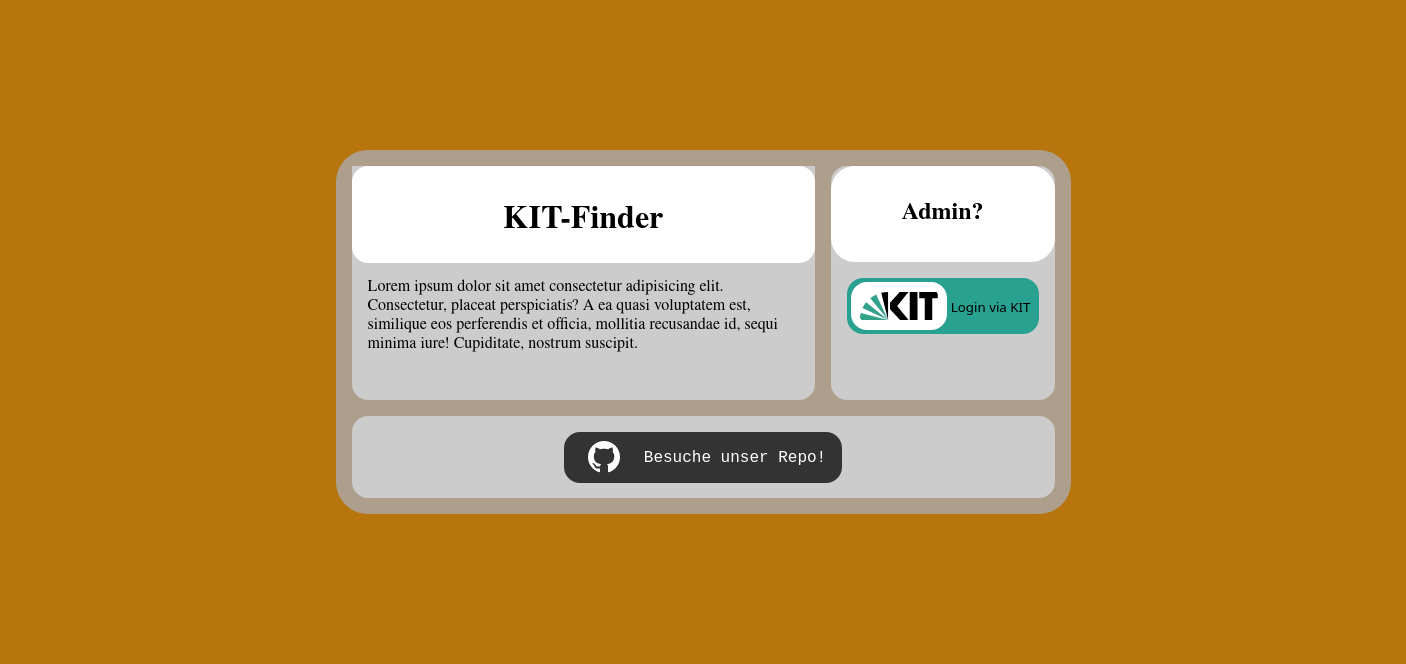 KIT-Finder
Lorem ipsum dolor sit amet consectetur adipisicing elit.
Consectetur, placeat perspiciatis? A ea quasi voluptatem est,
similique eos perferendis et officia, mollitia recusandae id, sequi
minima iure! Cupiditate, nostrum suscipit.
Admin?
KIT Login via KIT
Besuche unser Repo!